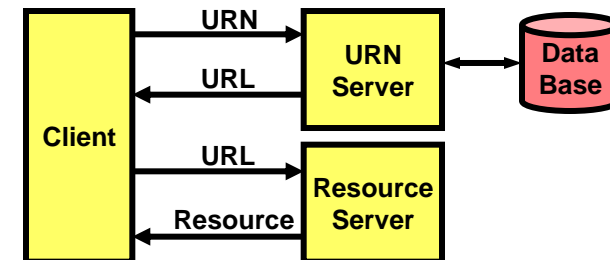 URN
URN
Server
Data
Base
URL
Client
URL
Resource
Server
Resource